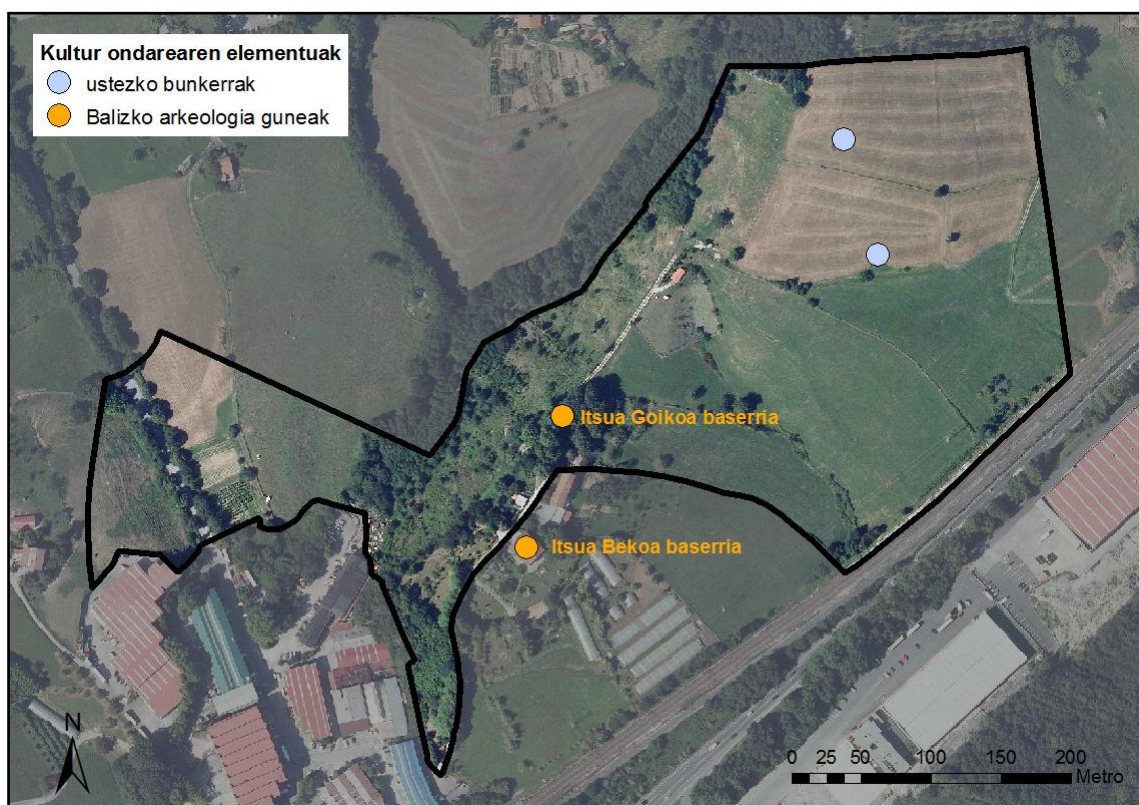 Kultur ondarearen elementuak
ustezko bunkerrak
Balizko arkeologia guneak
Itsua Goikoa baserria
Itsua Bekoa baserria
N
0 25 50 100 150 200
Metro